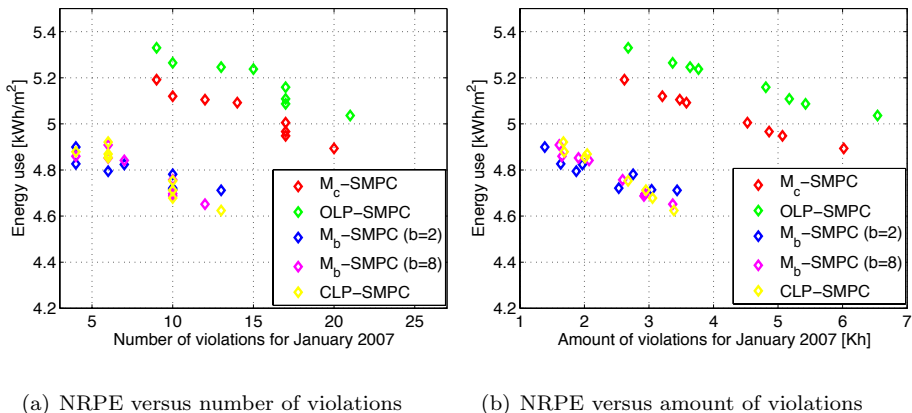 5.4
5.2
5
4.8
4.6
4.4
4.2
Energy use [kWh/m²]
5 10 15 20 25
Number of violations for January 2007
M_c−SMPC
OLP−SMPC
M_b−SMPC (b=2)
M_b−SMPC (b=8)
CLP−SMPC
(a) NRPE versus number of violations
5.4
5.2
5
4.8
4.6
4.4
4.2
Energy use [kWh/m²]
1 2 3 4 5 6 7
Amount of violations for January 2007 [Kh]
M_c−SMPC
OLP−SMPC
M_b−SMPC (b=2)
M_b−SMPC (b=8)
CLP−SMPC
(b) NRPE versus amount of violations